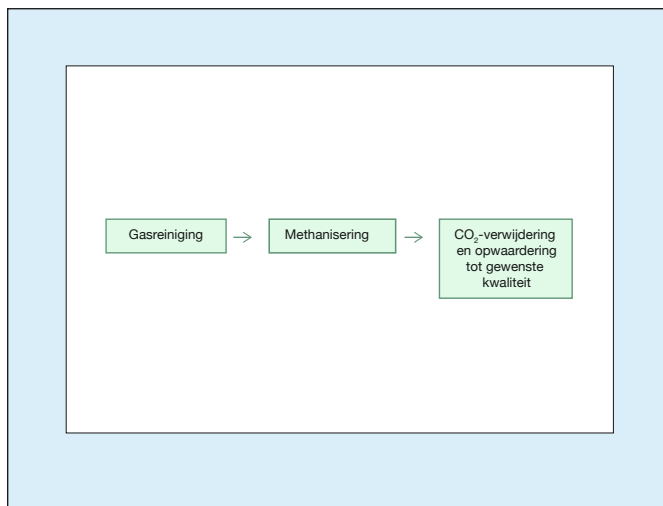 Gasreiniging
Methanisering
CO₂-verwijdering
en opwaardering
tot gewenste
kwaliteit